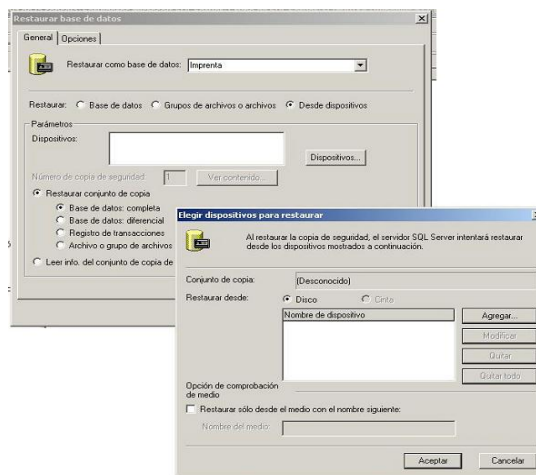 Restaurar base de datos
General
Opciones
Restaurar como base de datos: Imprenta
Restaurar: Base de datos Grupos de archivos o archivos Desde dispositivos
Parámetros
Dispositivos:
Dispositivos...
Número de copia de seguridad: 1 Ver contenido...
Restaurar conjunto de copia
Base de datos: completa
Base de datos: diferencial
Registro de transacciones
Archivo o grupo de archivos
Leer info. del conjunto de copia de
Elegir dispositivos para restaurar
Al restaurar la copia de seguridad, el servidor SQL Server intentará restaurar
desde los dispositivos mostrados a continuación.
Conjunto de copia: (Desconocido)
Restaurar desde: Disco Cinta
Nombre de dispositivo
Agregar...
Modificar
Quitar
Quitar todo
Opción de comprobación
de medio
Restaurar sólo desde el medio con el nombre siguiente:
Nombre del medio:
Aceptar Cancelar